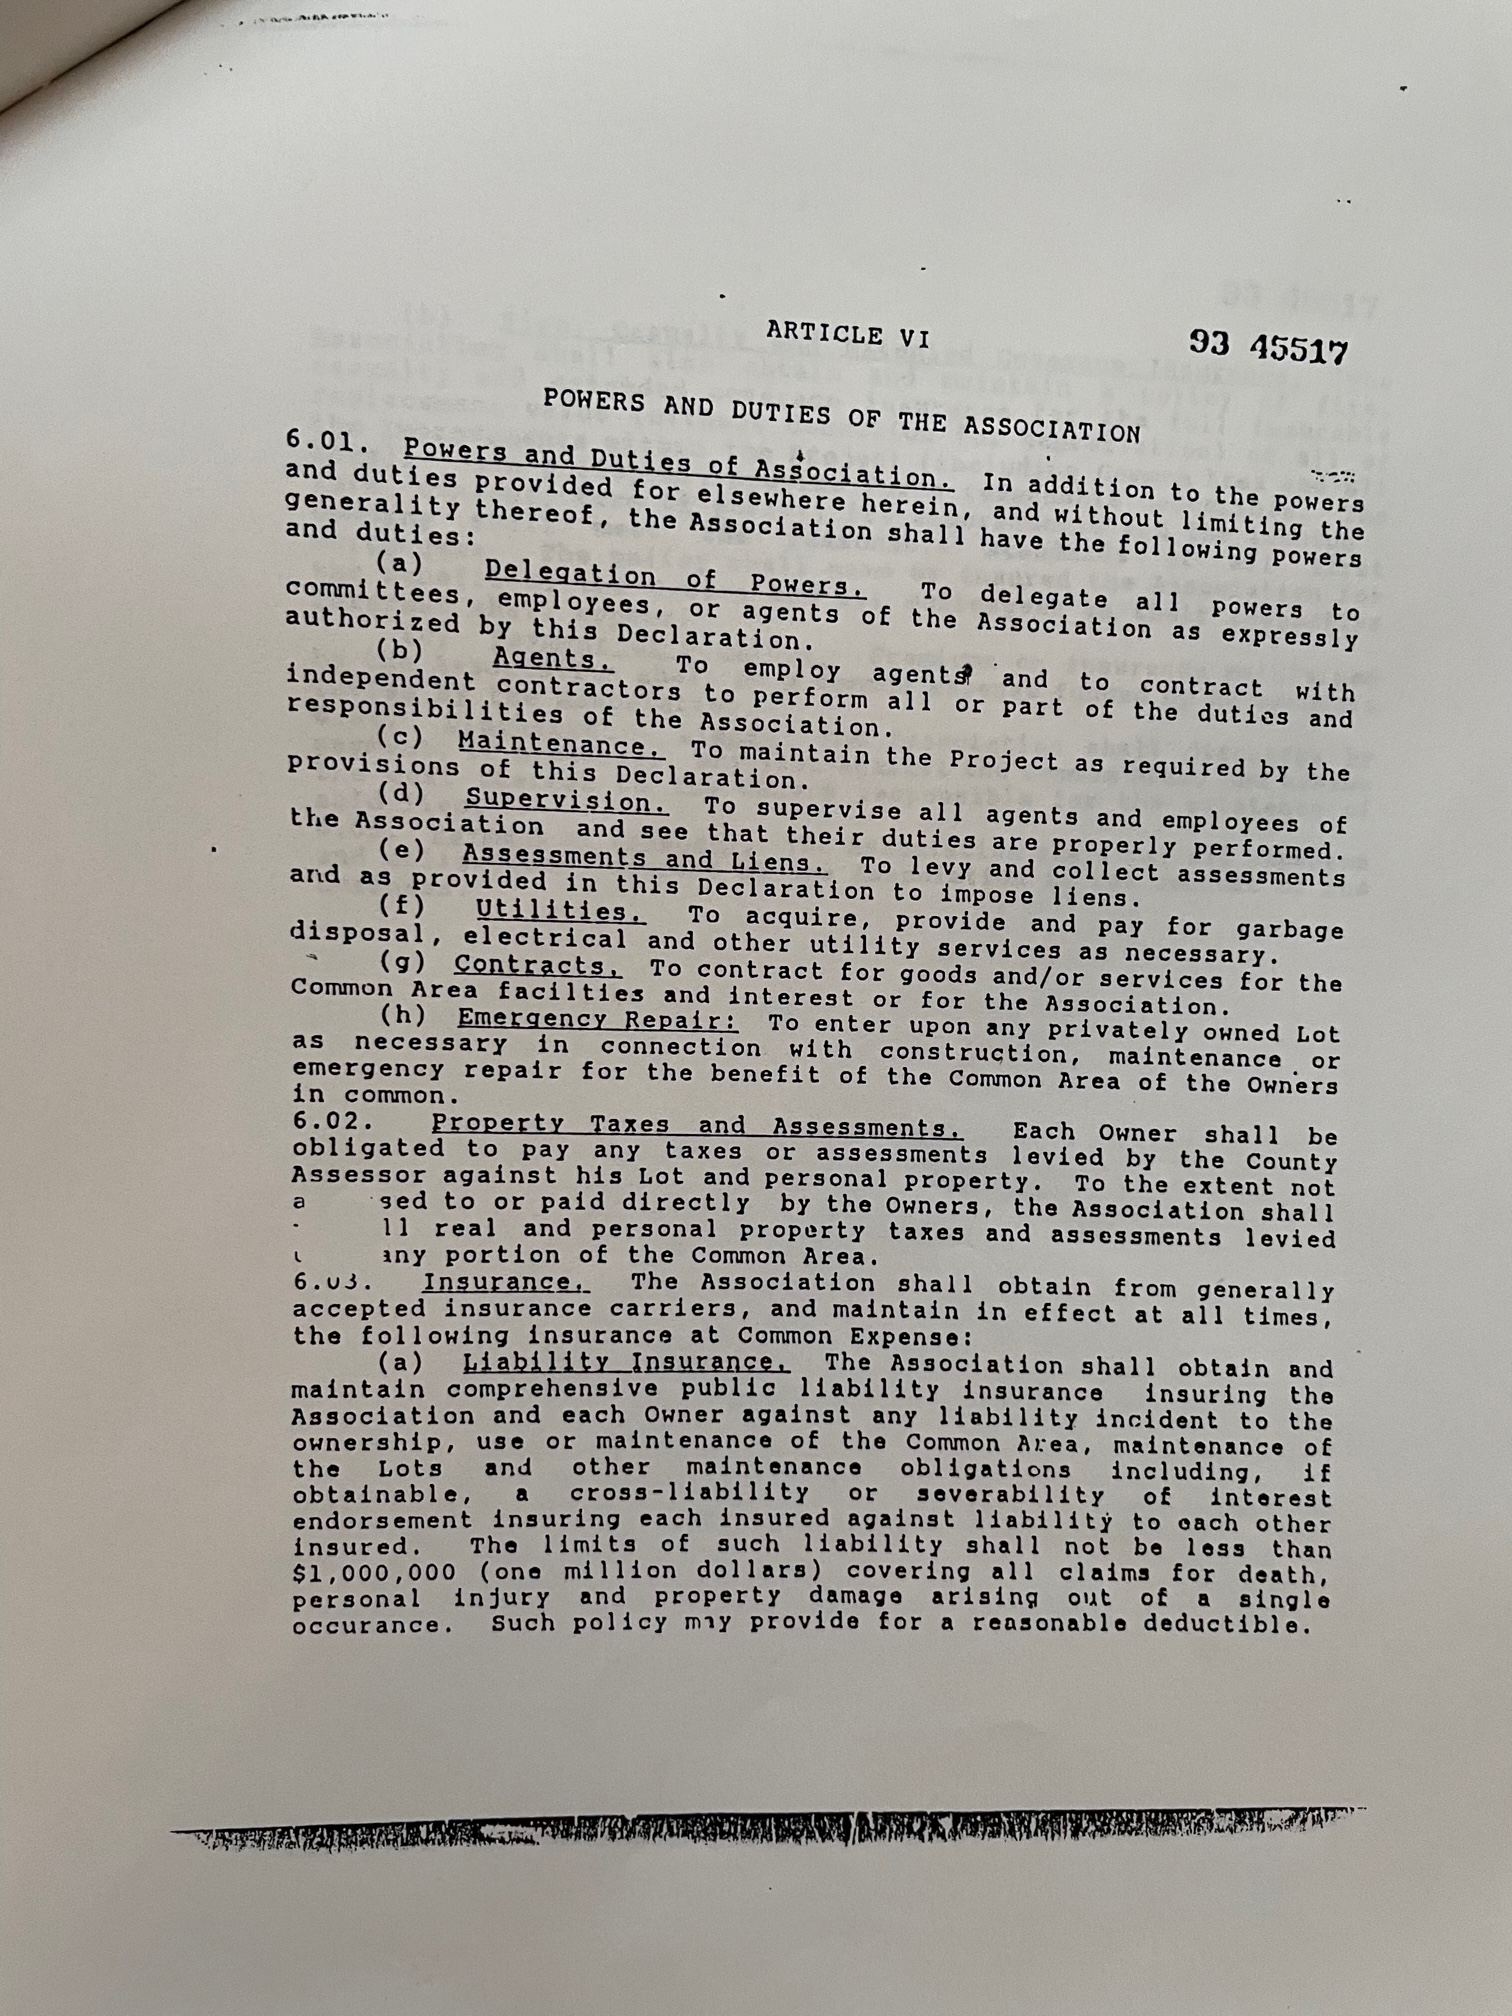 ARTICLE VI
93 45517
POWERS AND DUTIES OF THE ASSOCIATION
6.01. Powers and Duties of Association. In addition to the powers
and duties provided for elsewhere herein, and without limiting the
generality thereof, the Association shall have the following powers
and duties:
(a) Delegation of Powers. To delegate all powers to
committees, employees, or agents of the Association as expressly
authorized by this Declaration.
(b) Agents. To employ agents and to contract with
independent contractors to perform all or part of the duties and
responsibilities of the Association.
(c) Maintenance. To maintain the Project as required by the
provisions of this Declaration.
(d) Supervision. To supervise all agents and employees of
the Association and see that their duties are properly performed.
(e) Assessments and Liens. To levy and collect assessments
and as provided in this Declaration to impose liens.
(f) Utilities. To acquire, provide and pay for garbage
disposal, electrical and other utility services as necessary.
(g) Contracts. To contract for goods and/or services for the
Common Area facilties and interest or for the Association.
(h) Emergency Repair: To enter upon any privately owned Lot
as necessary in connection with construction, maintenance or
emergency repair for the benefit of the Common Area of the Owners
in common.
6.02. Property Taxes and Assessments. Each Owner shall be
obligated to pay any taxes or assessments levied by the County
Assessor against his Lot and personal property. To the extent not
a sed to or paid directly by the Owners, the Association shall
ll real and personal property taxes and assessments levied
any portion of the Common Area.
6.03. Insurance. The Association shall obtain from generally
accepted insurance carriers, and maintain in effect at all times,
the following insurance at Common Expense:
(a) Liability Insurance. The Association shall obtain and
maintain comprehensive public liability insurance insuring the
Association and each Owner against any liability incident to the
ownership, use or maintenance of the Common Area, maintenance of
the Lots and other maintenance obligations including, if
obtainable, a cross-liability or severability of interest
endorsement insuring each insured against liability to each other
insured. The limits of such liability shall not be less than
$1,000,000 (one million dollars) covering all claims for death,
personal injury and property damage arising out of a single
occurance. Such policy may provide for a reasonable deductible.